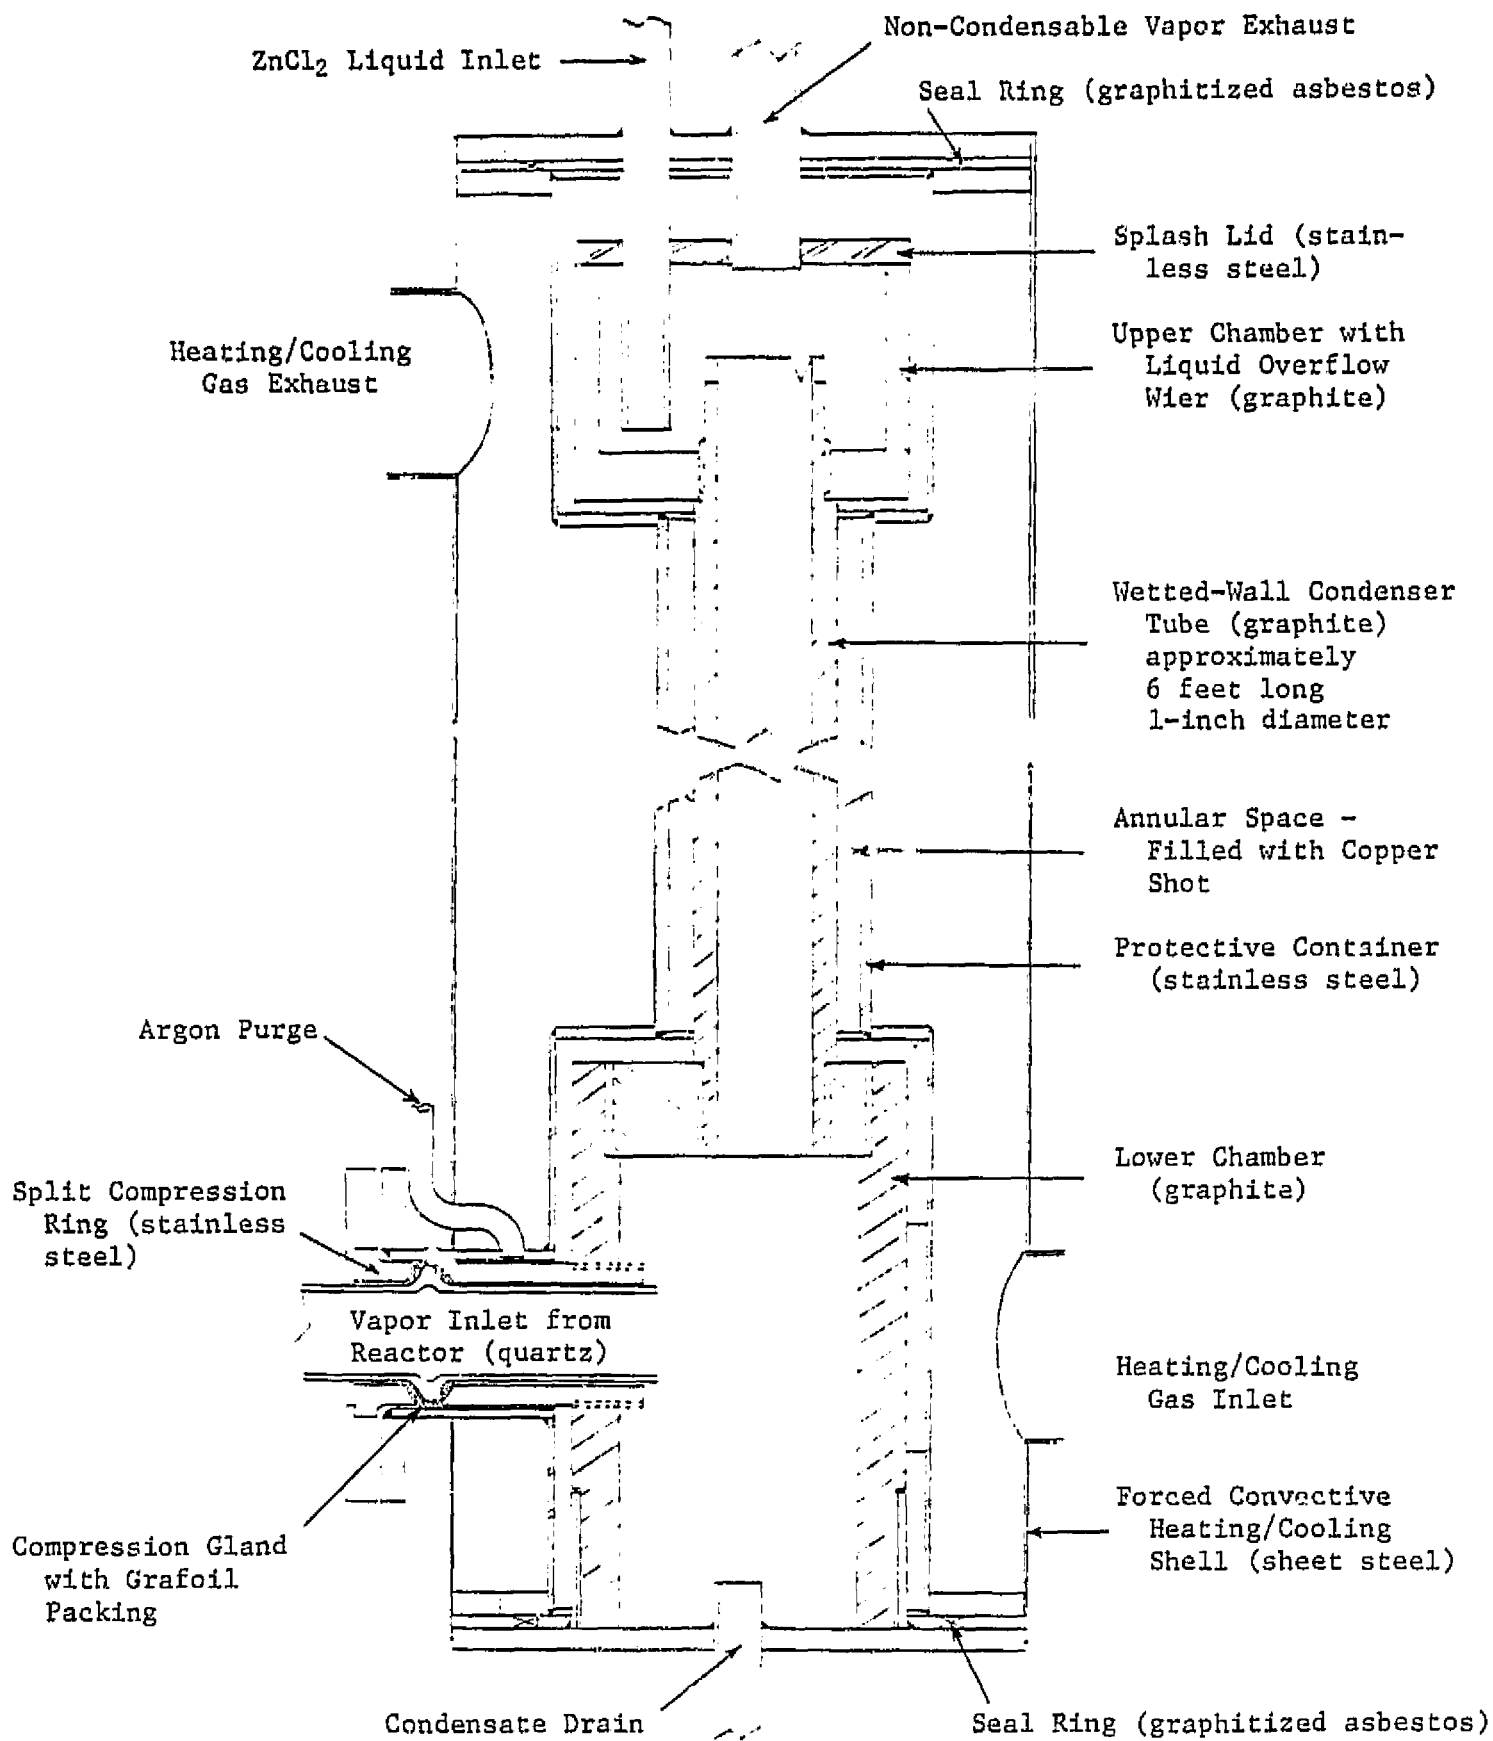 Non-Condensable Vapor Exhaust
ZnCl₂ Liquid Inlet
Seal Ring (graphitized asbestos)
Splash Lid (stain-
less steel)
Upper Chamber with
Liquid Overflow
Wier (graphite)
Heating/Cooling
Gas Exhaust
Wetted-Wall Condenser
Tube (graphite)
approximately
6 feet long
1-inch diameter
Annular Space -
Filled with Copper
Shot
Protective Container
(stainless steel)
Argon Purge
Lower Chamber
(graphite)
Split Compression
Ring (stainless
steel)
Vapor Inlet from
Reactor (quartz)
Heating/Cooling
Gas Inlet
Forced Convective
Heating/Cooling
Shell (sheet steel)
Compression Gland
with Grafoil
Packing
Condensate Drain
Seal Ring (graphitized asbestos)